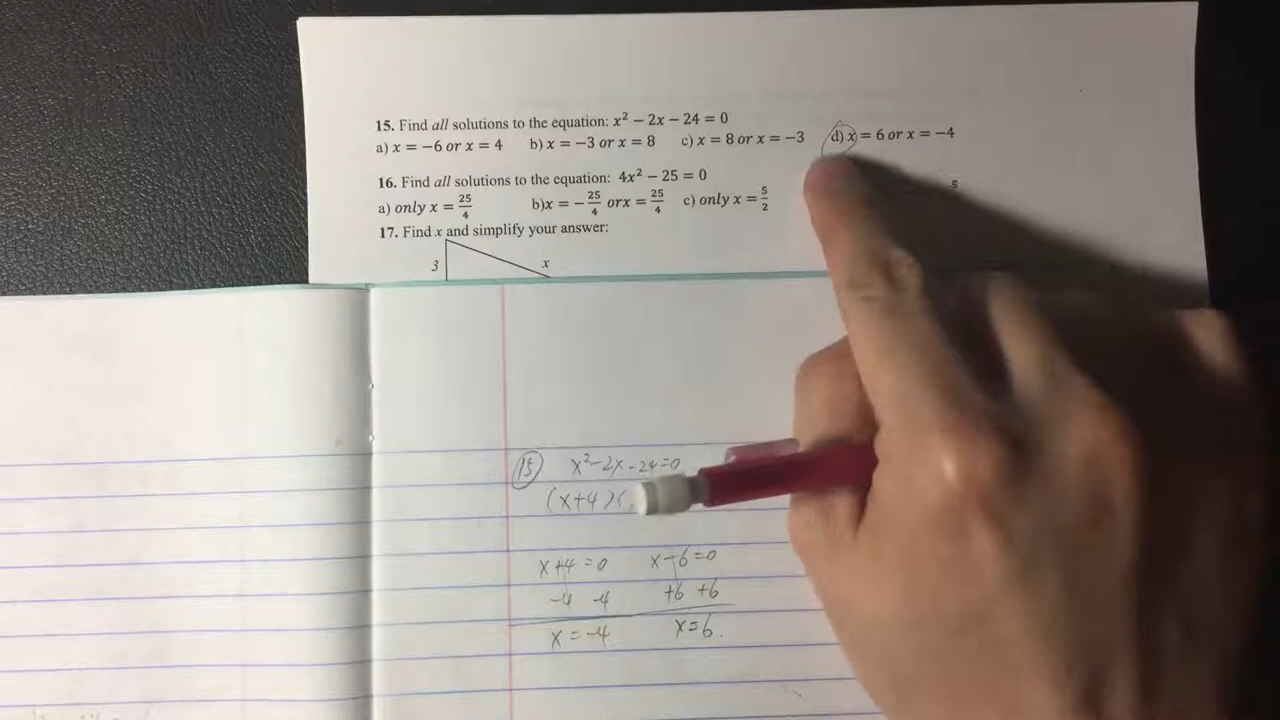 15. Find all solutions to the equation: x² − 2x − 24 = 0
a) x = −6 or x = 4 b) x = −3 or x = 8 c) x = 8 or x = −3 d) x = 6 or x = −4
16. Find all solutions to the equation: 4x² − 25 = 0
a) only x = 25/4 b)x = −25/4 orx = 25/4 c) only x = 5/2 5
17. Find x and simplify your answer:
3 x
15 x²-2x-24=0
(x+4)(
x+4=0 x-6=0
-4 -4 +6 +6
x=-4 x=6.